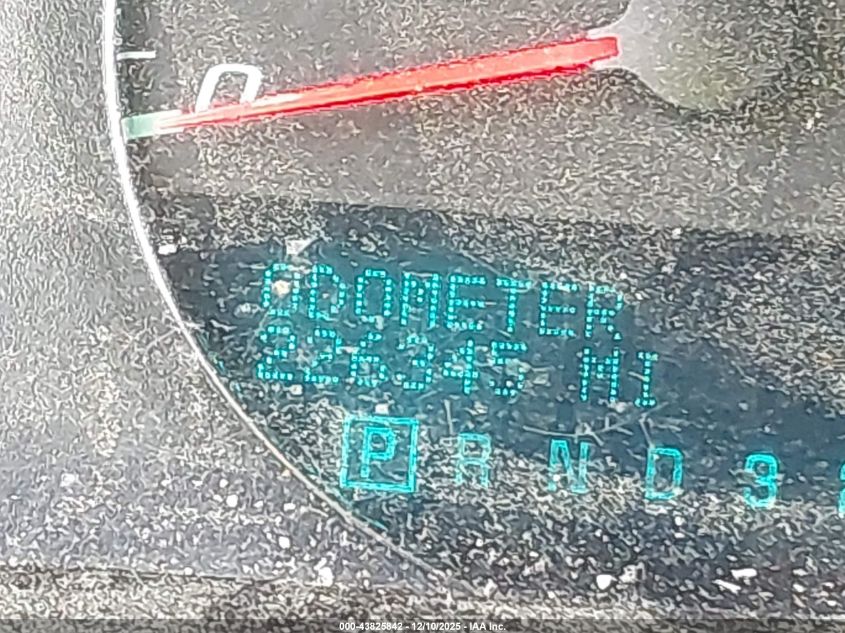 0
ODOMETER
226345 MI
P R N D 3
000-43825842 - 12/10/2025 - IAA Inc.